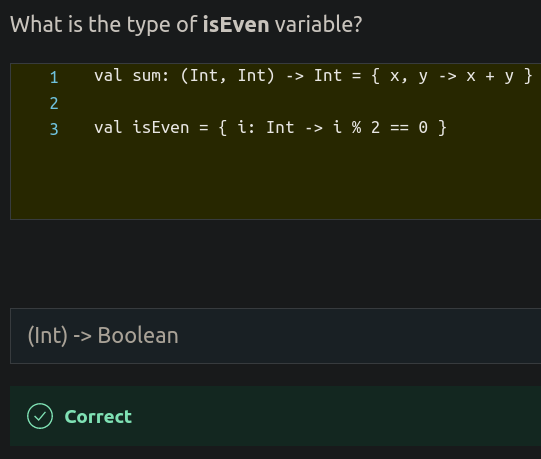 What is the type of isEven variable?
1 val sum: (Int, Int) -> Int = { x, y -> x + y }
2
3 val isEven = { i: Int -> i % 2 == 0 }
(Int) -> Boolean
Correct